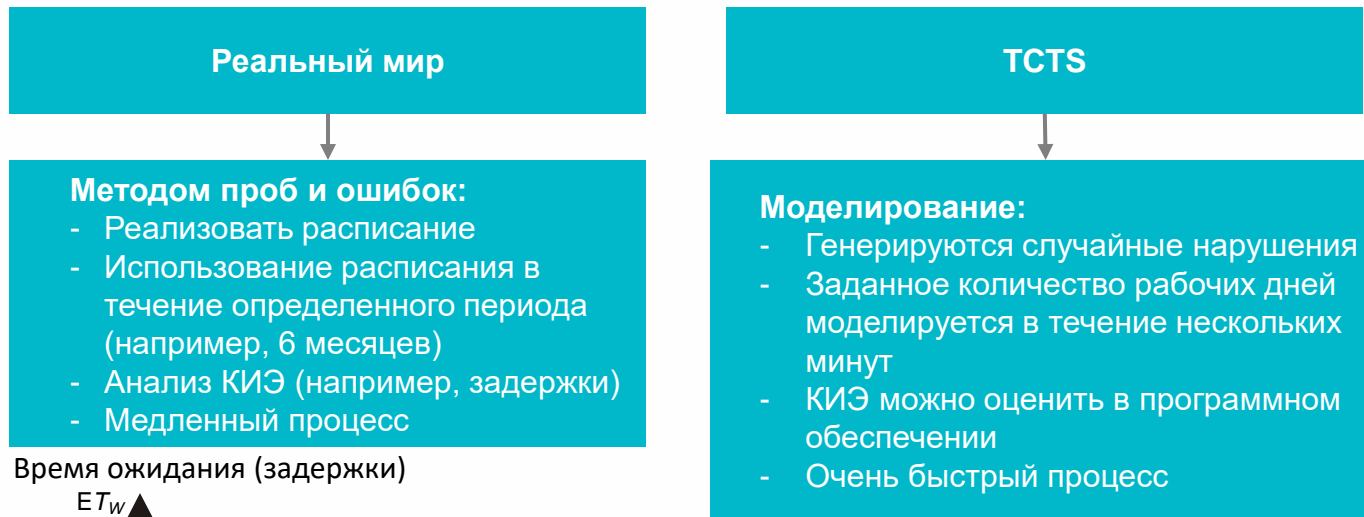 Реальный мир
Методом проб и ошибок:
- Реализовать расписание
- Использование расписания в
течение определенного периода
(например, 6 месяцев)
- Анализ КИЭ (например, задержки)
- Медленный процесс
Время ожидания (задержки)
ETw
TCTS
Моделирование:
- Генерируются случайные нарушения
- Заданное количество рабочих дней
моделируется в течение нескольких
минут
- КИЭ можно оценить в программном
обеспечении
- Очень быстрый процесс